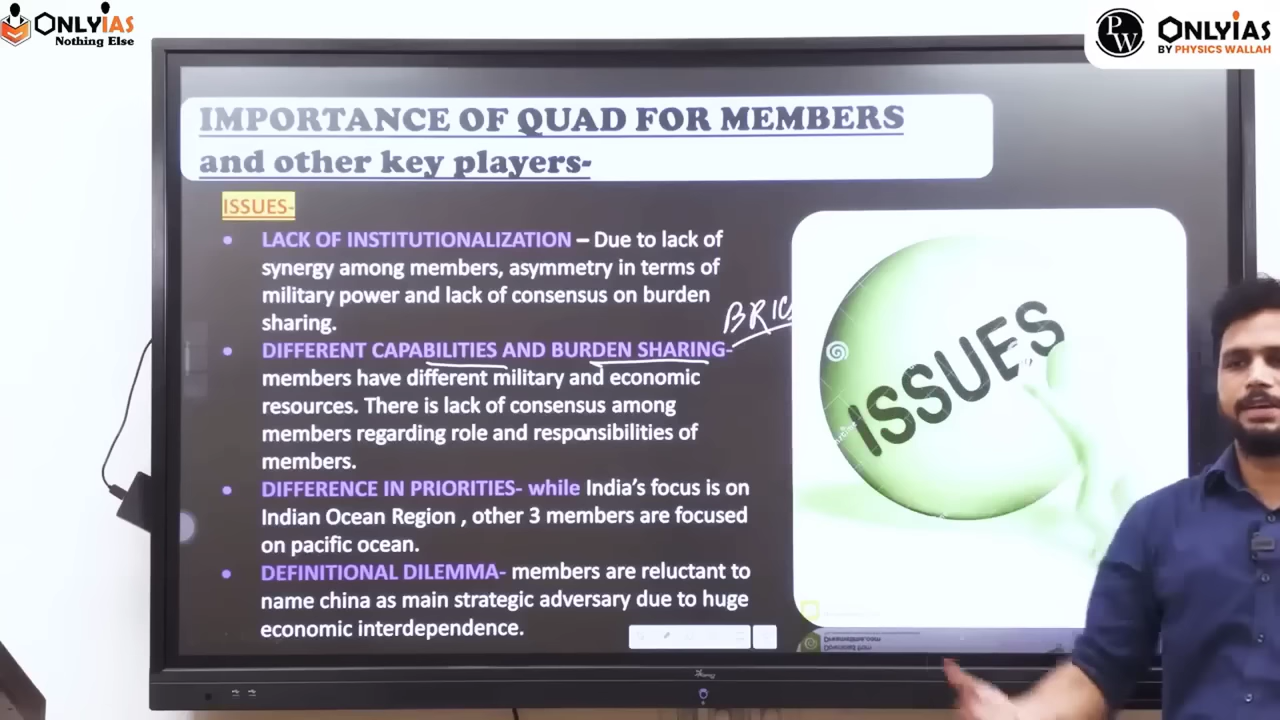 ONLYIAS
Nothing Else
PW
ONLYIAS
BY PHYSICS WALLAH
IMPORTANCE OF QUAD FOR MEMBERS
and other key players-
ISSUES-
• LACK OF INSTITUTIONALIZATION – Due to lack of
synergy among members, asymmetry in terms of
military power and lack of consensus on burden
sharing.
BRIC
• DIFFERENT CAPABILITIES AND BURDEN SHARING-
members have different military and economic
resources. There is lack of consensus among
members regarding role and responsibilities of
members.
• DIFFERENCE IN PRIORITIES- while India's focus is on
Indian Ocean Region , other 3 members are focused
on pacific ocean.
• DEFINITIONAL DILEMMA- members are reluctant to
name china as main strategic adversary due to huge
economic interdependence.
ISSUES